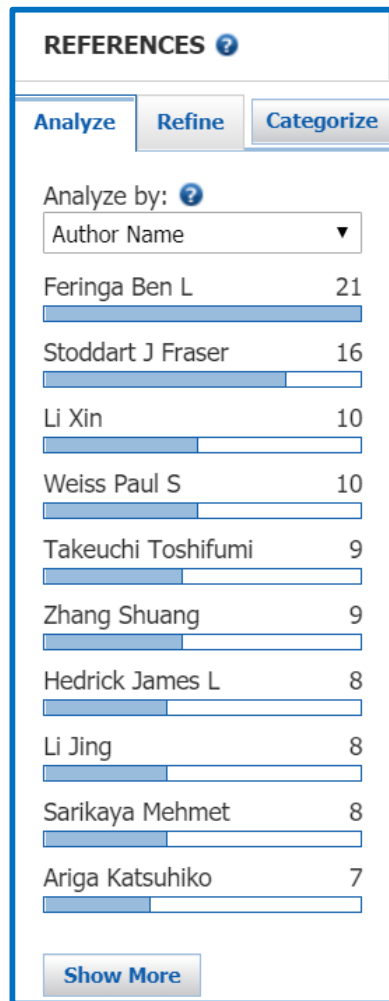 REFERENCES ?
Analyze Refine Categorize
Analyze by: ?
Author Name ▼
Feringa Ben L 21
Stoddart J Fraser 16
Li Xin 10
Weiss Paul S 10
Takeuchi Toshifumi 9
Zhang Shuang 9
Hedrick James L 8
Li Jing 8
Sarikaya Mehmet 8
Ariga Katsuhiko 7
Show More